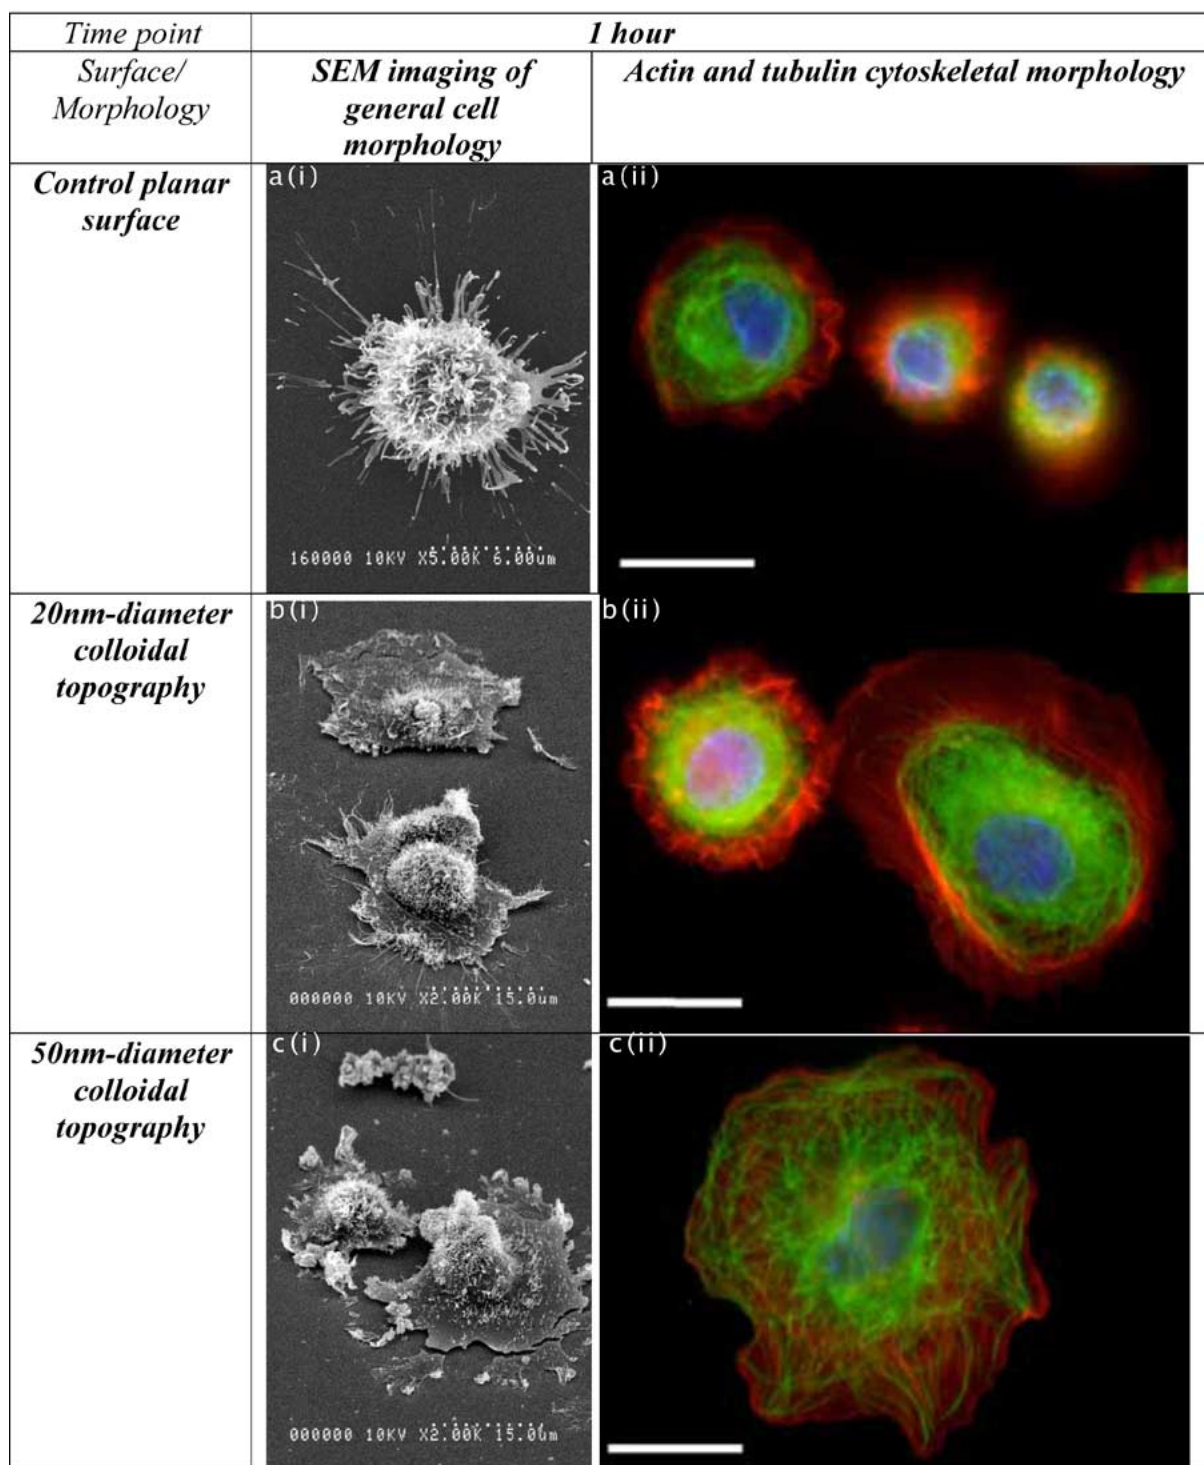 Time point
1 hour
Surface/
Morphology
SEM imaging of
general cell
morphology
Actin and tubulin cytoskeletal morphology
Control planar
surface
a(i)
160000 10KV X5.00K 6.00um
a(ii)
20nm-diameter
colloidal
topography
b(i)
000000 10KV X2.00K 15.0um
b(ii)
50nm-diameter
colloidal
topography
c(i)
000000 10KV X2.00K 15.0um
c(ii)